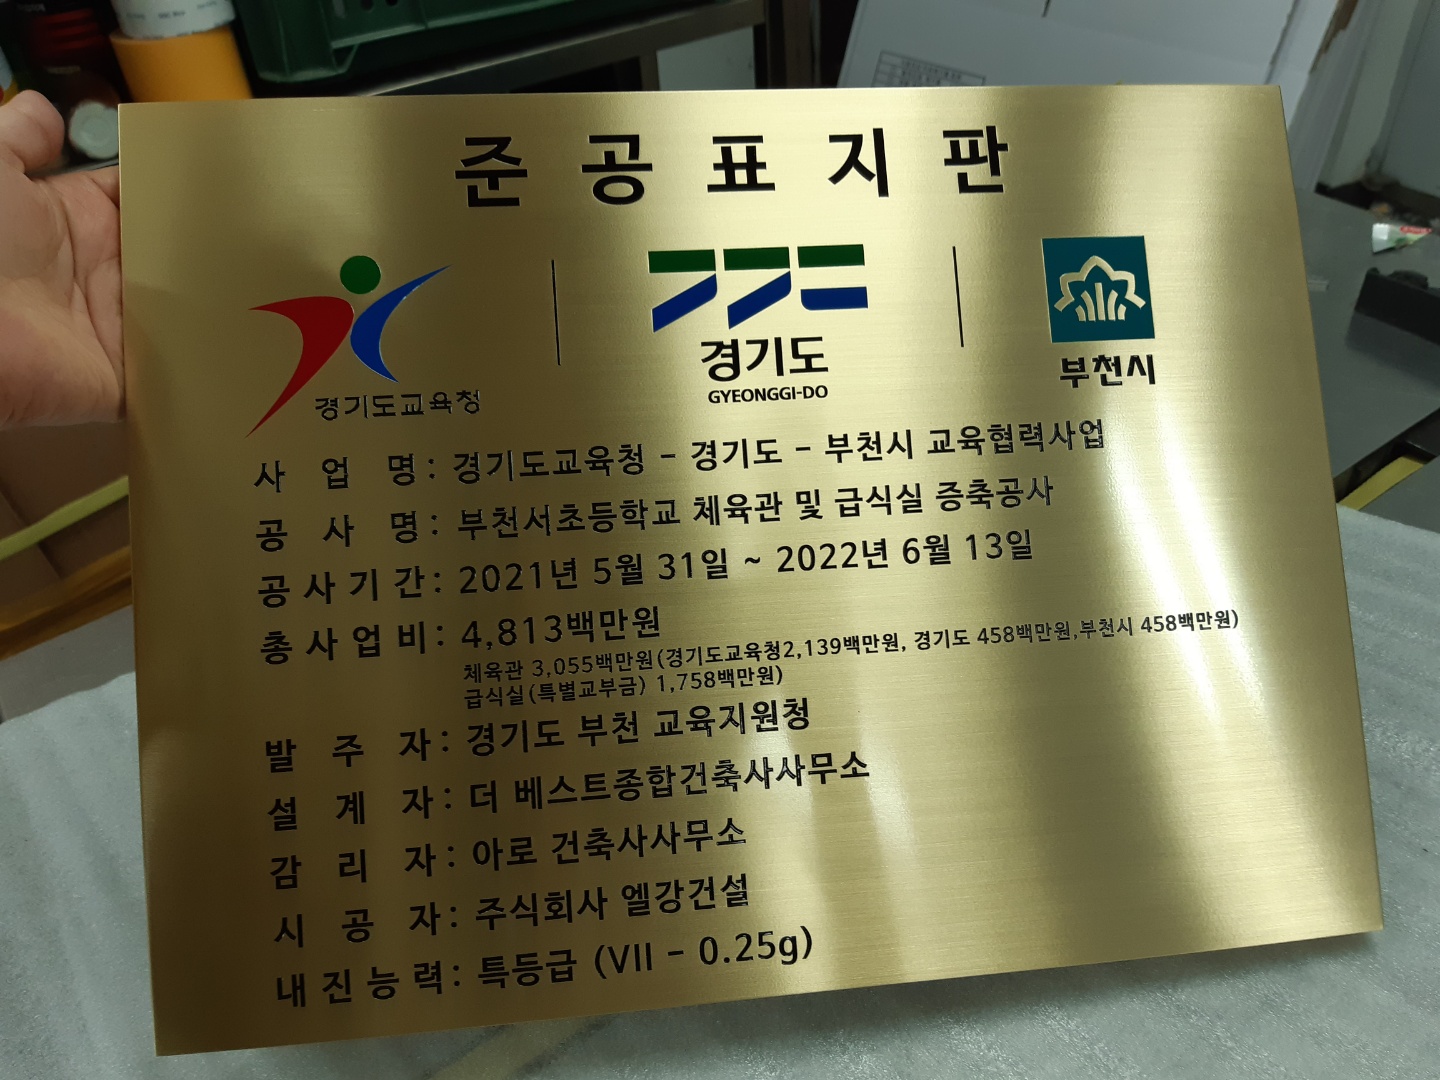 준공표지판
경기도교육청
경기도
GYEONGGI-DO
부천시
사 업 명 : 경기도교육청 - 경기도 - 부천시 교육협력사업
공 사 명 : 부천서초등학교 체육관 및 급식실 증축공사
공사기간 : 2021년 5월 31일 ~ 2022년 6월 13일
총사업비 : 4,813백만원
체육관 3,055백만원(경기도교육청2,139백만원, 경기도 458백만원,부천시 458백만원)
급식실(특별교부금) 1,758백만원)
발 주 자 : 경기도 부천 교육지원청
설 계 자 : 더 베스트종합건축사사무소
감 리 자 : 아로 건축사사무소
시 공 자 : 주식회사 엘강건설
내진능력 : 특등급 (VII - 0.25g)